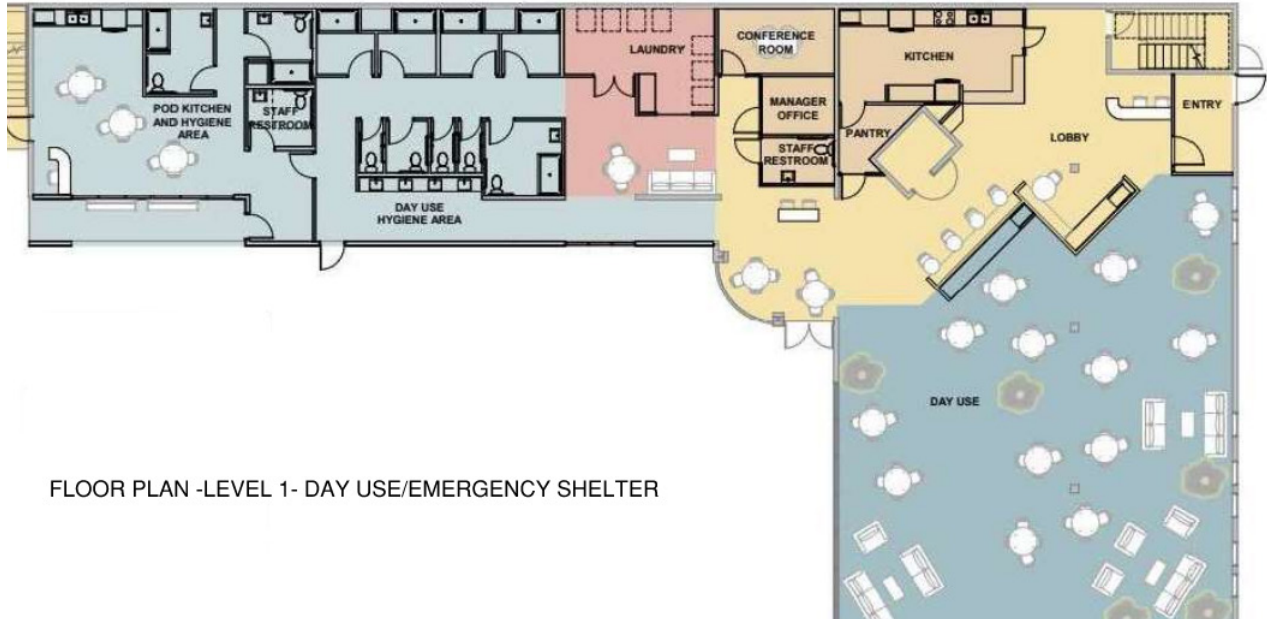 LAUNDRY
CONFERENCE
ROOM
KITCHEN
POD KITCHEN
AND HYGIENE
AREA
STAFF
RESTROOM
MANAGER
OFFICE
PANTRY
STAFF
RESTROOM
LOBBY
ENTRY
DAY USE
HYGIENE AREA
DAY USE
FLOOR PLAN -LEVEL 1- DAY USE/EMERGENCY SHELTER